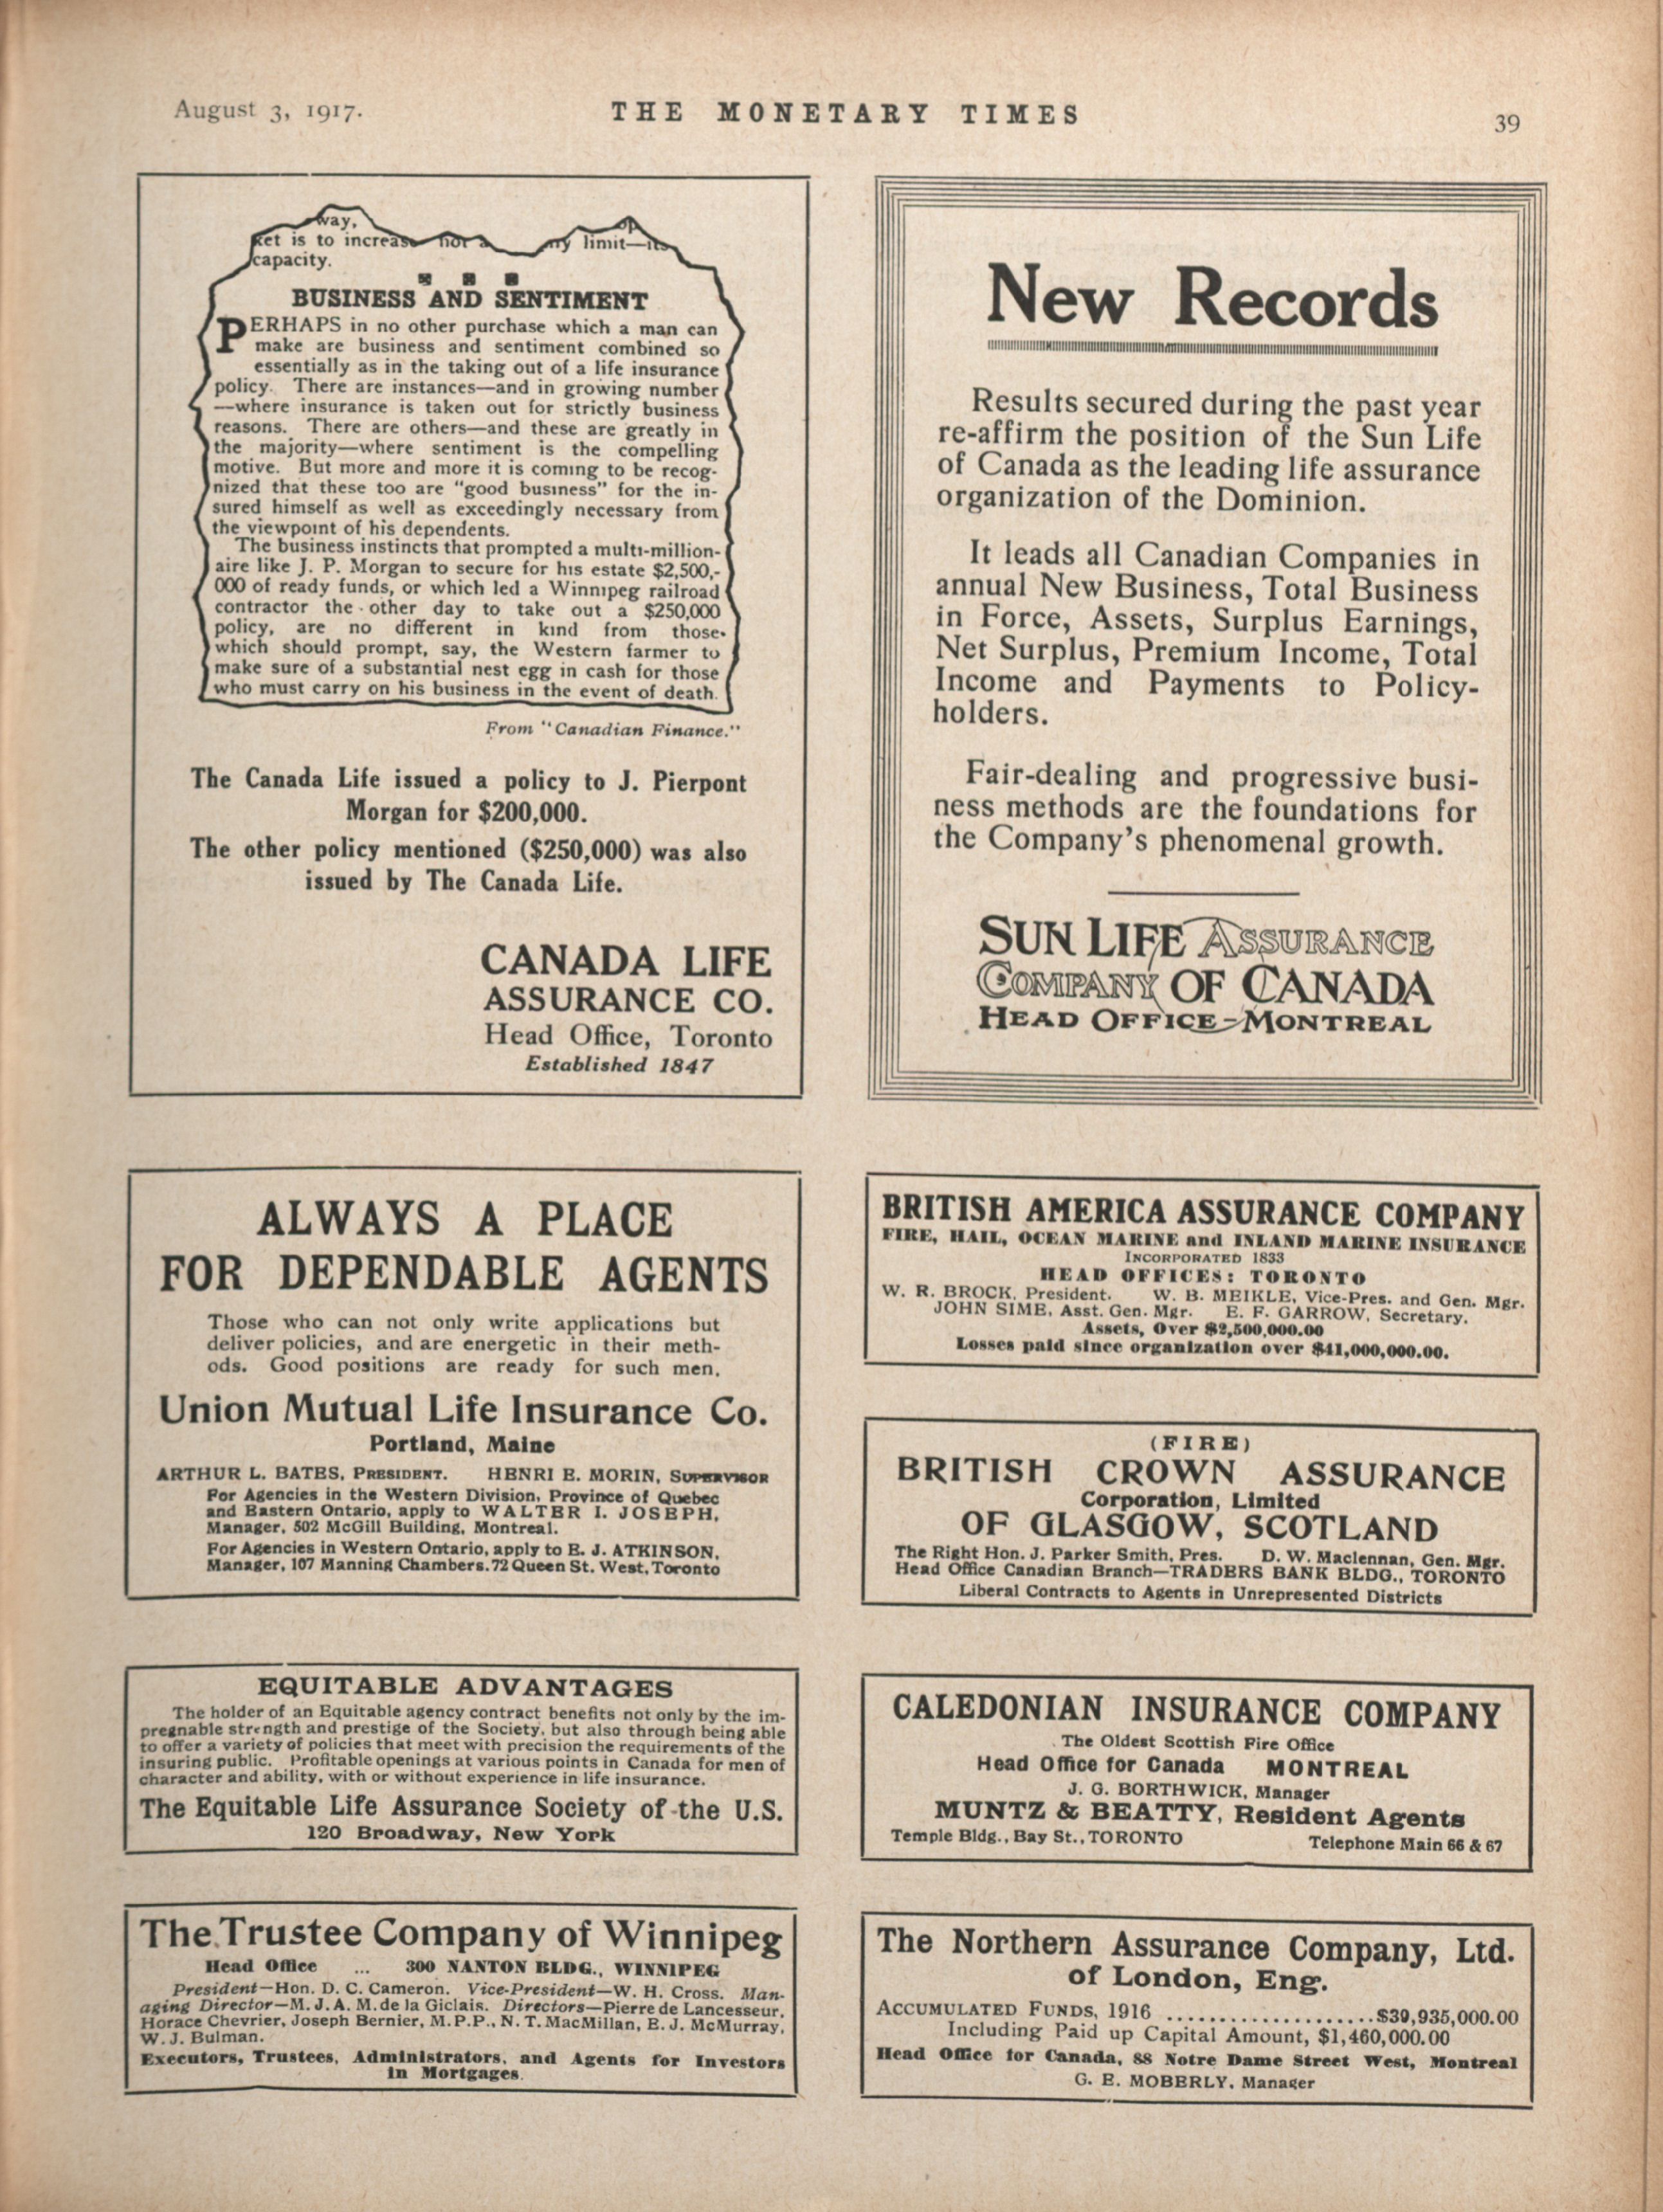 August 3, 1917.
THE MONETARY TIMES
39
way,
ket is to increase
limit—its
capacity.
BUSINESS AND SENTIMENT
PERHAPS in no other purchase which a man can
make are business and sentiment combined so
essentially as in the taking out of a life insurance
policy. There are instances—and in growing number
—where insurance is taken out for strictly business
reasons. There are others—and these are greatly in
the majority—where sentiment is the compelling
motive. But more and more it is coming to be recog-
nized that these too are "good business" for the in-
sured himself as well as exceedingly necessary from
the viewpoint of his dependents.
The business instincts that prompted a multi-million-
aire like J. P. Morgan to secure for his estate $2,500,-
000 of ready funds, or which led a Winnipeg railroad
contractor the other day to take out a $250,000
policy, are no different in kind from those
which should prompt, say, the Western farmer to
make sure of a substantial nest egg in cash for those
who must carry on his business in the event of death.
From "Canadian Finance."
The Canada Life issued a policy to J. Pierpont
Morgan for $200,000.
The other policy mentioned ($250,000) was also
issued by The Canada Life.
CANADA LIFE
ASSURANCE CO.
Head Office, Toronto
Established 1847
New Records
Results secured during the past year
re-affirm the position of the Sun Life
of Canada as the leading life assurance
organization of the Dominion.
It leads all Canadian Companies in
annual New Business, Total Business
in Force, Assets, Surplus Earnings,
Net Surplus, Premium Income, Total
Income and Payments to Policy-
holders.
Fair-dealing and progressive busi-
ness methods are the foundations for
the Company's phenomenal growth.
SUN LIFE ASSURANCE
COMPANY OF CANADA
HEAD OFFICE-MONTREAL
ALWAYS A PLACE
FOR DEPENDABLE AGENTS
Those who can not only write applications but
deliver policies, and are energetic in their meth-
ods. Good positions are ready for such men.
Union Mutual Life Insurance Co.
Portland, Maine
ARTHUR L. BATES, PRESIDENT. HENRI E. MORIN, SUPERVISOR
For Agencies in the Western Division, Province of Quebec
and Eastern Ontario, apply to WALTER I. JOSEPH,
Manager, 502 McGill Building, Montreal.
For Agencies in Western Ontario, apply to E. J. ATKINSON,
Manager, 107 Manning Chambers, 72 Queen St. West, Toronto
BRITISH AMERICA ASSURANCE COMPANY
FIRE, HAIL, OCEAN MARINE and INLAND MARINE INSURANCE
INCORPORATED 1833
HEAD OFFICES: TORONTO
W. R. BROCK, President. W. B. MEIKLE, Vice-Pres. and Gen. Mgr.
JOHN SIME, Asst. Gen. Mgr. E. F. GARROW, Secretary.
Assets, Over $2,500,000.00
Losses paid since organization over $41,000,000.00.
(FIRE)
BRITISH CROWN ASSURANCE
Corporation, Limited
OF GLASGOW, SCOTLAND
The Right Hon. J. Parker Smith, Pres. D. W. Maclennan, Gen. Mgr.
Head Office Canadian Branch—TRADERS BANK BLDG., TORONTO
Liberal Contracts to Agents in Unrepresented Districts
EQUITABLE ADVANTAGES
The holder of an Equitable agency contract benefits not only by the im-
pregnable strength and prestige of the Society, but also through being able
to offer a variety of policies that meet with precision the requirements of the
insuring public. Profitable openings at various points in Canada for men of
character and ability, with or without experience in life insurance.
The Equitable Life Assurance Society of the U.S.
120 Broadway, New York
CALEDONIAN INSURANCE COMPANY
The Oldest Scottish Fire Office
Head Office for Canada MONTREAL
J. G. BORTHWICK, Manager
MUNTZ & BEATTY, Resident Agents
Temple Bldg., Bay St., TORONTO Telephone Main 66 & 67
The Trustee Company of Winnipeg
Head Office ... 300 NANTON BLDG., WINNIPEG
President—Hon. D. C. Cameron. Vice-President—W. H. Cross. Man-
aging Director—M. J. A. M. de la Giclais. Directors—Pierre de Lancesseur,
Horace Chevrier, Joseph Bernier, M.P.P., N. T. MacMillan, E. J. McMurray,
W. J. Bulman.
Executors, Trustees, Administrators, and Agents for Investors
in Mortgages.
The Northern Assurance Company, Ltd.
of London, Eng.
ACCUMULATED FUNDS, 1916 ....................$39,935,000.00
Including Paid up Capital Amount, $1,460,000.00
Head Office for Canada, 88 Notre Dame Street West, Montreal
G. E. MOBERLY, Manager